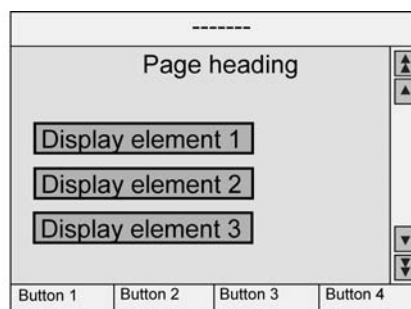 -------
Page heading
Display element 1
Display element 2
Display element 3
Button 1 Button 2 Button 3 Button 4